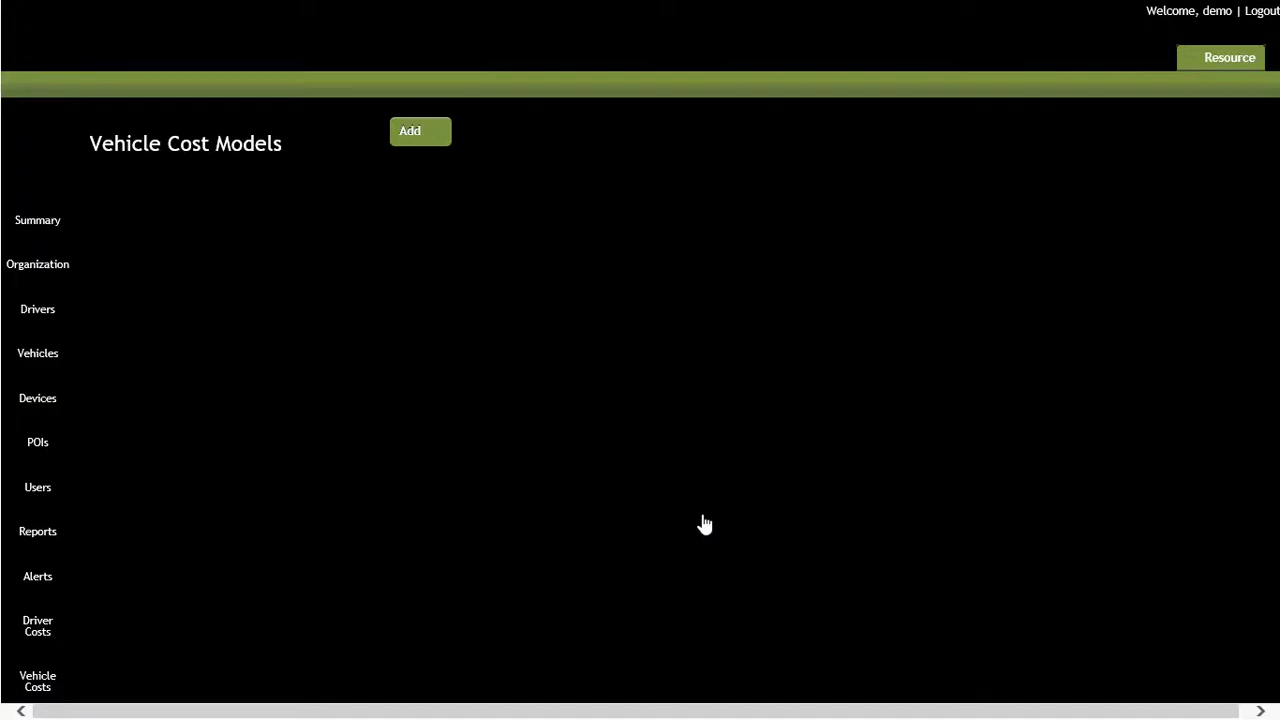 Welcome, demo | Logout
Resource
Vehicle Cost Models
Add
Summary
Organization
Drivers
Vehicles
Devices
POIs
Users
Reports
Alerts
Driver
Costs
Vehicle
Costs